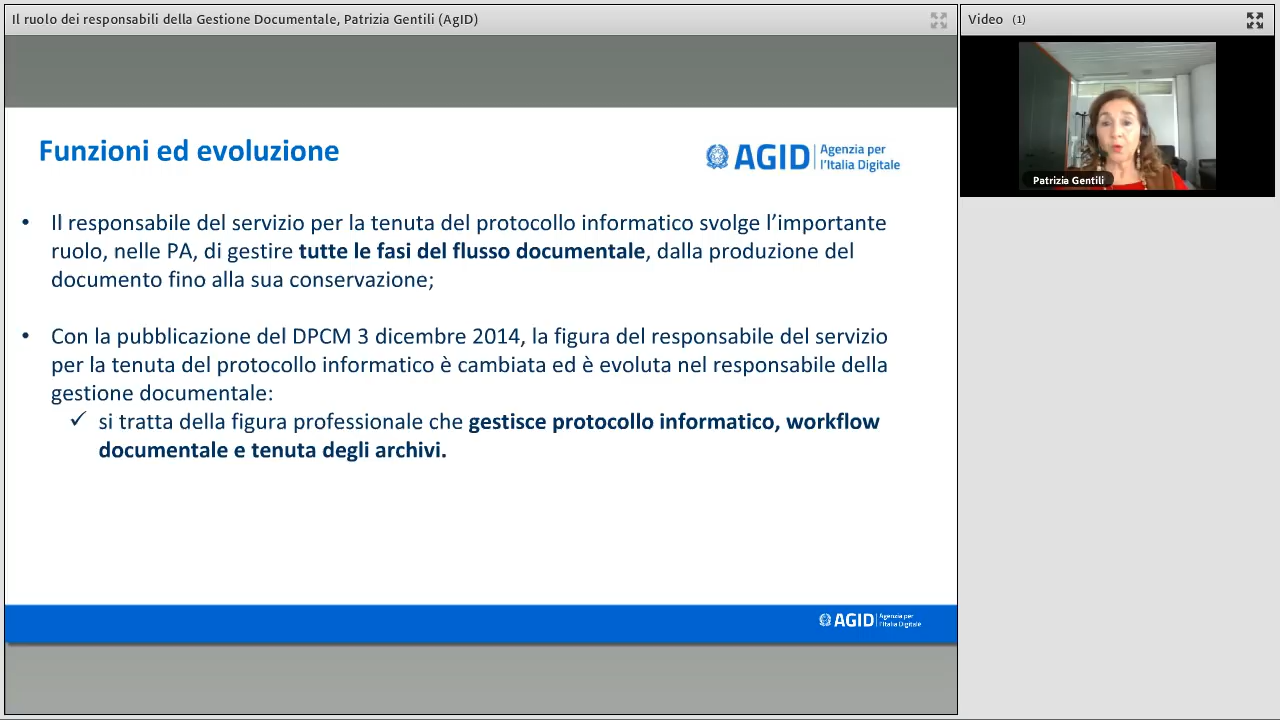 Il ruolo dei responsabili della Gestione Documentale, Patrizia Gentili (AgID)
Video (1)
Patrizia Gentili
Funzioni ed evoluzione
AGID Agenzia per
l'Italia Digitale
• Il responsabile del servizio per la tenuta del protocollo informatico svolge l'importante
ruolo, nelle PA, di gestire tutte le fasi del flusso documentale, dalla produzione del
documento fino alla sua conservazione;
• Con la pubblicazione del DPCM 3 dicembre 2014, la figura del responsabile del servizio
per la tenuta del protocollo informatico è cambiata ed è evoluta nel responsabile della
gestione documentale:
✓ si tratta della figura professionale che gestisce protocollo informatico, workflow
documentale e tenuta degli archivi.
AGID Agenzia per
l'Italia Digitale